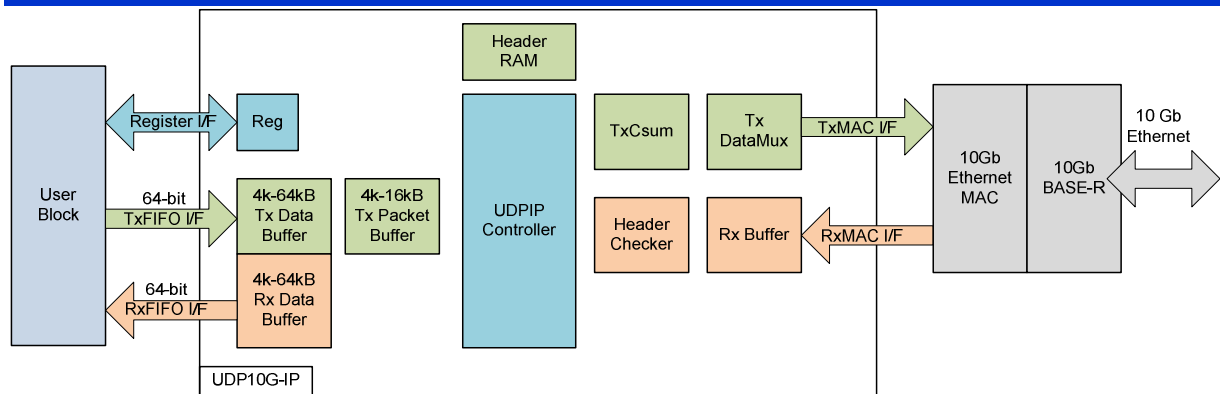 Header
RAM
Register I/F
Reg
TxCsum
Tx
DataMux
TxMAC I/F
10 Gb
Ethernet
User
Block
64-bit
TxFIFO I/F
4k-64kB
Tx Data
Buffer
4k-16kB
Tx Packet
Buffer
UDPIP
Controller
Header
Checker
Rx Buffer
RxMAC I/F
10Gb
Ethernet
MAC
10Gb
BASE-R
64-bit
RxFIFO I/F
4k-64kB
Rx Data
Buffer
UDP10G-IP